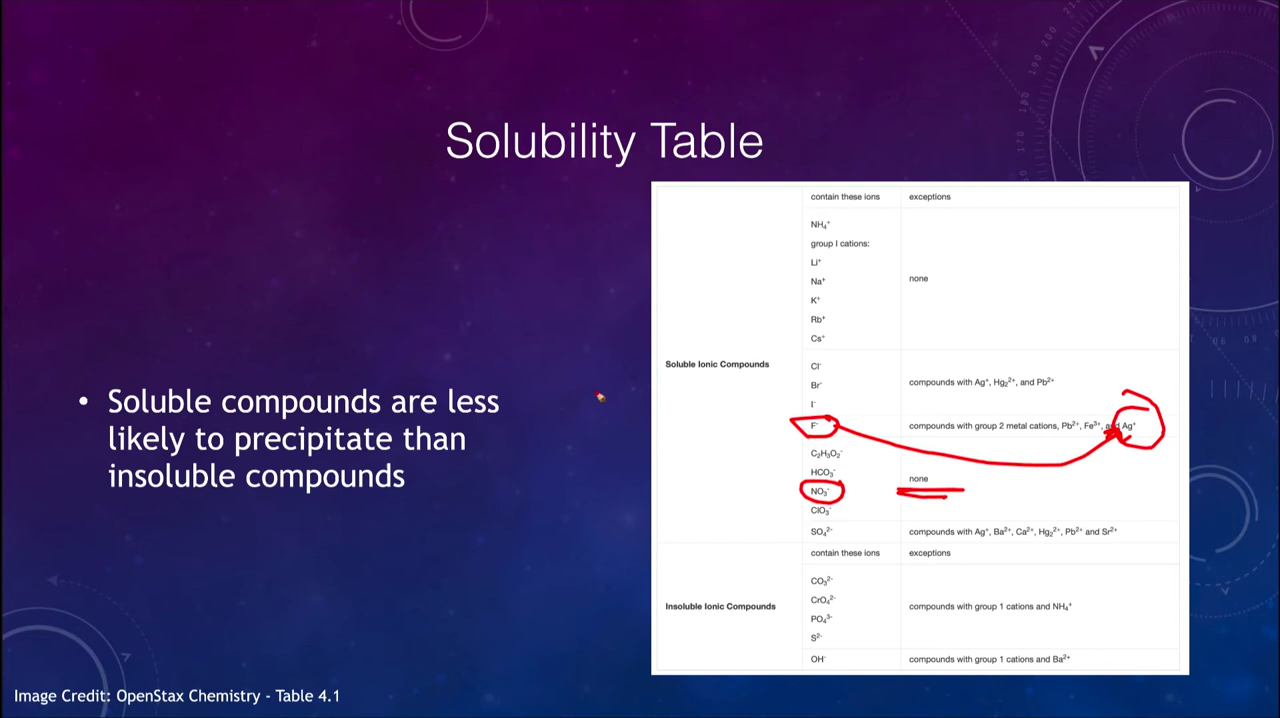 Solubility Table
• Soluble compounds are less
likely to precipitate than
insoluble compounds
contain these ions exceptions
NH₄⁺
group I cations:
Li⁺
Na⁺
none
K⁺
Rb⁺
Cs⁺
Soluble Ionic Compounds
Cl⁻
Br⁻
compounds with Ag⁺, Hg₂²⁺, and Pb²⁺
I⁻
F⁻ compounds with group 2 metal cations, Pb²⁺, Fe³⁺, and Ag⁺
C₂H₃O₂⁻
HCO₃⁻
none
NO₃⁻
ClO₃⁻
SO₄²⁻ compounds with Ag⁺, Ba²⁺, Ca²⁺, Hg₂²⁺, Pb²⁺ and Sr²⁺
contain these ions exceptions
CO₃²⁻
CrO₄²⁻
Insoluble Ionic Compounds compounds with group 1 cations and NH₄⁺
PO₄³⁻
S²⁻
OH⁻ compounds with group 1 cations and Ba²⁺
Image Credit: OpenStax Chemistry - Table 4.1